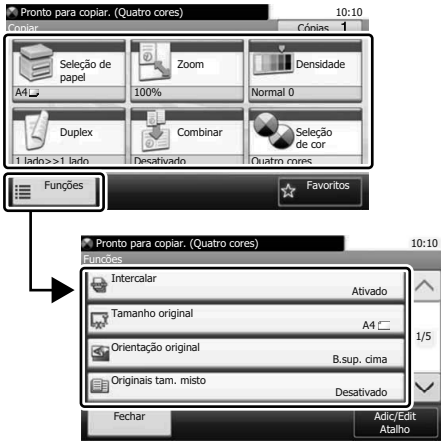 Pronto para copiar. (Quatro cores) 10:10
Copiar Cópias 1
Seleção de
papel
Zoom
Densidade
A4 100% Normal 0
Duplex
Combinar
Seleção
de cor
1 lado>>1 lado Desativado Quatro cores
Funções Favoritos
Pronto para copiar. (Quatro cores) 10:10
Funções
Intercalar
Ativado
Tamanho original
A4
1/5
Orientação original
B.sup. cima
Originais tam. misto
Desativado
Fechar Adic/Edit
Atalho